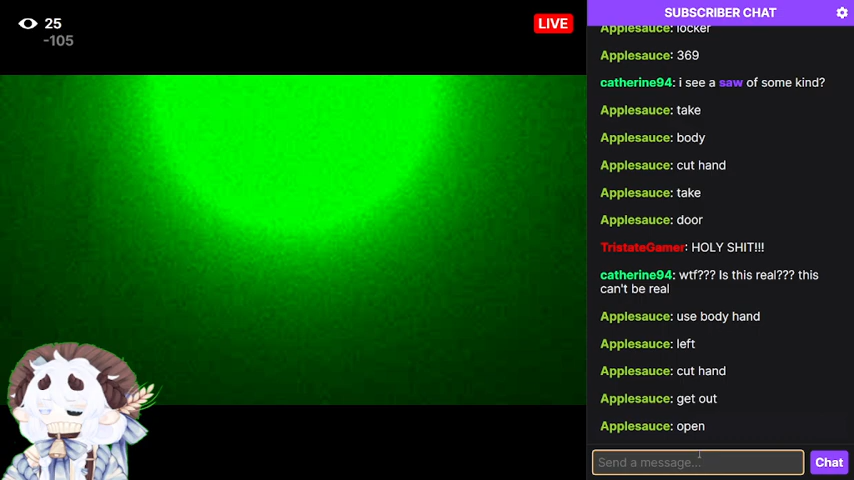 25
-105
LIVE
SUBSCRIBER CHAT
Applesauce: locker
Applesauce: 369
catherine94: i see a saw of some kind?
Applesauce: take
Applesauce: body
Applesauce: cut hand
Applesauce: take
Applesauce: door
TristateGamer: HOLY SHIT!!!
catherine94: wtf??? Is this real??? this
can't be real
Applesauce: use body hand
Applesauce: left
Applesauce: cut hand
Applesauce: get out
Applesauce: open
Send a message...
Chat